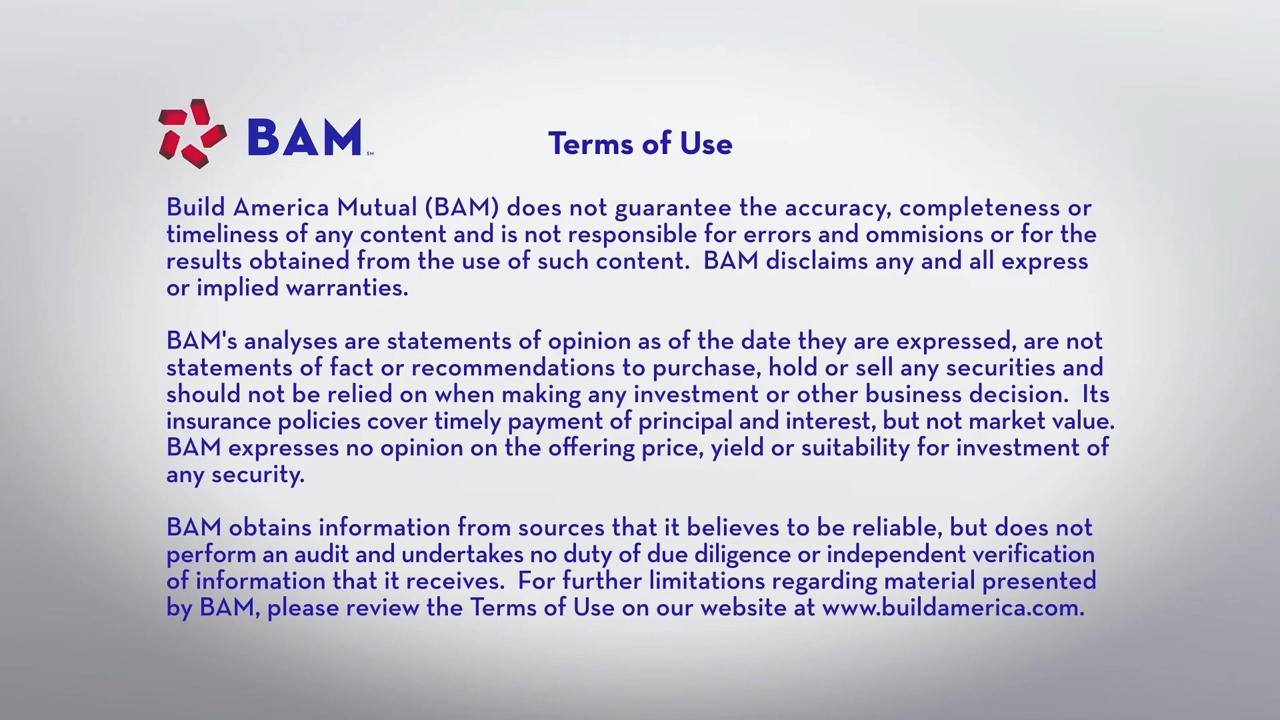 BAM SM
Terms of Use
Build America Mutual (BAM) does not guarantee the accuracy, completeness or
timeliness of any content and is not responsible for errors and ommisions or for the
results obtained from the use of such content.  BAM disclaims any and all express
or implied warranties.
BAM's analyses are statements of opinion as of the date they are expressed, are not
statements of fact or recommendations to purchase, hold or sell any securities and
should not be relied on when making any investment or other business decision.  Its
insurance policies cover timely payment of principal and interest, but not market value.
BAM expresses no opinion on the offering price, yield or suitability for investment of
any security.
BAM obtains information from sources that it believes to be reliable, but does not
perform an audit and undertakes no duty of due diligence or independent verification
of information that it receives.  For further limitations regarding material presented
by BAM, please review the Terms of Use on our website at www.buildamerica.com.